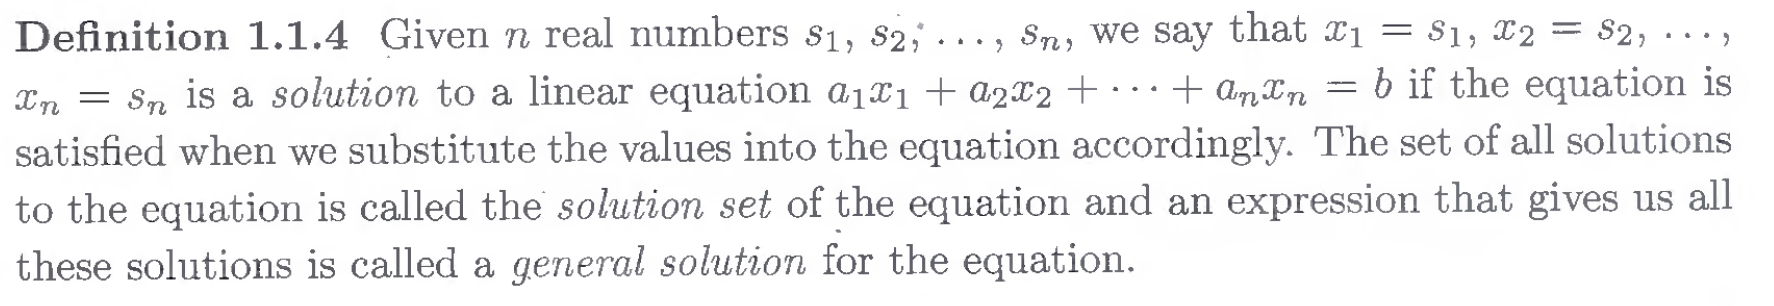 Definition 1.1.4 Given n real numbers s₁, s₂, ..., sₙ, we say that x₁ = s₁, x₂ = s₂, ...,
xₙ = sₙ is a solution to a linear equation a₁x₁ + a₂x₂ + ··· + aₙxₙ = b if the equation is
satisfied when we substitute the values into the equation accordingly. The set of all solutions
to the equation is called the solution set of the equation and an expression that gives us all
these solutions is called a general solution for the equation.